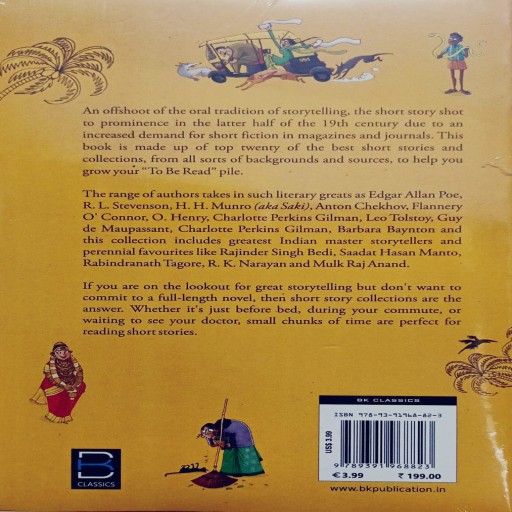 An offshoot of the oral tradition of storytelling, the short story shot
to prominence in the latter half of the 19th century due to an
increased demand for short fiction in magazines and journals. This
book is made up of top twenty of the best short stories and
collections, from all sorts of backgrounds and sources, to help you
grow your "To Be Read" pile.
The range of authors takes in such literary greats as Edgar Allan Poe,
R. L. Stevenson, H. H. Munro (aka Saki), Anton Chekhov, Flannery
O' Connor, O. Henry, Charlotte Perkins Gilman, Leo Tolstoy, Guy
de Maupassant, Charlotte Perkins Gilman, Barbara Baynton and
this collection includes greatest Indian master storytellers and
perennial favourites like Rajinder Singh Bedi, Saadat Hasan Manto,
Rabindranath Tagore, R. K. Narayan and Mulk Raj Anand.
If you are on the lookout for great storytelling but don't want to
commit to a full-length novel, then short story collections are the
answer. Whether it's just before bed, during your commute, or
waiting to see your doctor, small chunks of time are perfect for
reading short stories.
BK CLASSICS
ISBN 978-93-91968-82-3
US$ 3.99
9 789391 968823
€3.99 ₹ 199.00
www.bkpublication.in
B
CLASSICS